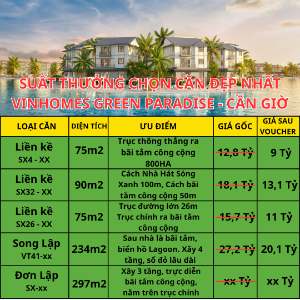 SUẤT THƯỞNG CHỌN CĂN ĐẸP NHẤT
VINHOMES GREEN PARADISE - CẦN GIỜ
LOẠI CĂN DIỆN TÍCH ƯU ĐIỂM GIÁ GỐC GIÁ SAU VOUCHER
Liền kề
SX4 - XX
75m2
Trục thông thẳng ra
bãi tắm công cộng
800HA
12,8 Tỷ
9 Tỷ
Liền kề
SX32 - XX
90m2
Cách Nhà Hát Sóng
Xanh 100m, Cách bãi
tắm công cộng 50m
18,1 Tỷ
13,1 Tỷ
Liền kề
SX26 - XX
75m2
Trục đường lớn 26m
Trục chính ra bãi tắm
công cộng
15,7 Tỷ
11 Tỷ
Song Lập
VT41-xx
234m2
Sau nhà là bãi tắm,
biển hồ Lagoon. Xây 4
tầng, sổ đỏ lâu dài
27,2 Tỷ
20,1 Tỷ
Đơn Lập
SX-xx
297m2
Xây 3 tầng, trực diễn
bãi tắm công cộng,
nằm trên trục chính
xx Tỷ
xx Tỷ